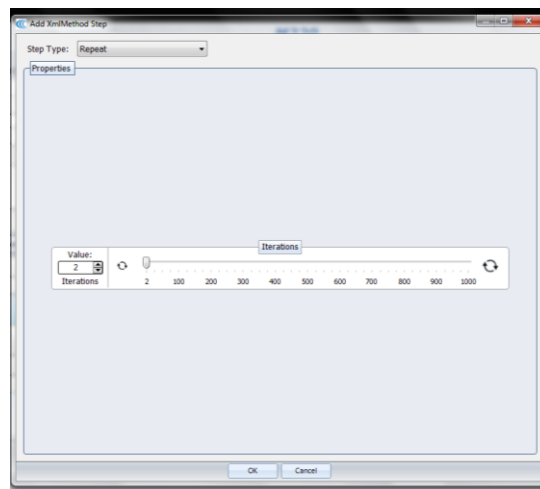 Add XmlMethod Step
Step Type: Repeat
Properties
Iterations
Value:
2
Iterations
2 100 200 300 400 500 600 700 800 900 1000
OK Cancel